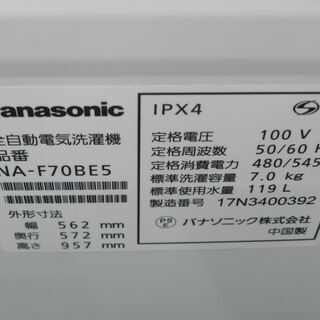 Panasonic
全自動電気洗濯機
品番
NA-F70BE5
外形寸法
幅 562 mm
奥行 572 mm
高さ 957 mm
IPX4
定格電圧 100 V
定格周波数 50/60 H
定格消費電力 480/545
標準洗濯容量 7.0 kg
標準使用水量 119 L
製造番号 17N3400392
PS E
パナソニック株式会社
中国製